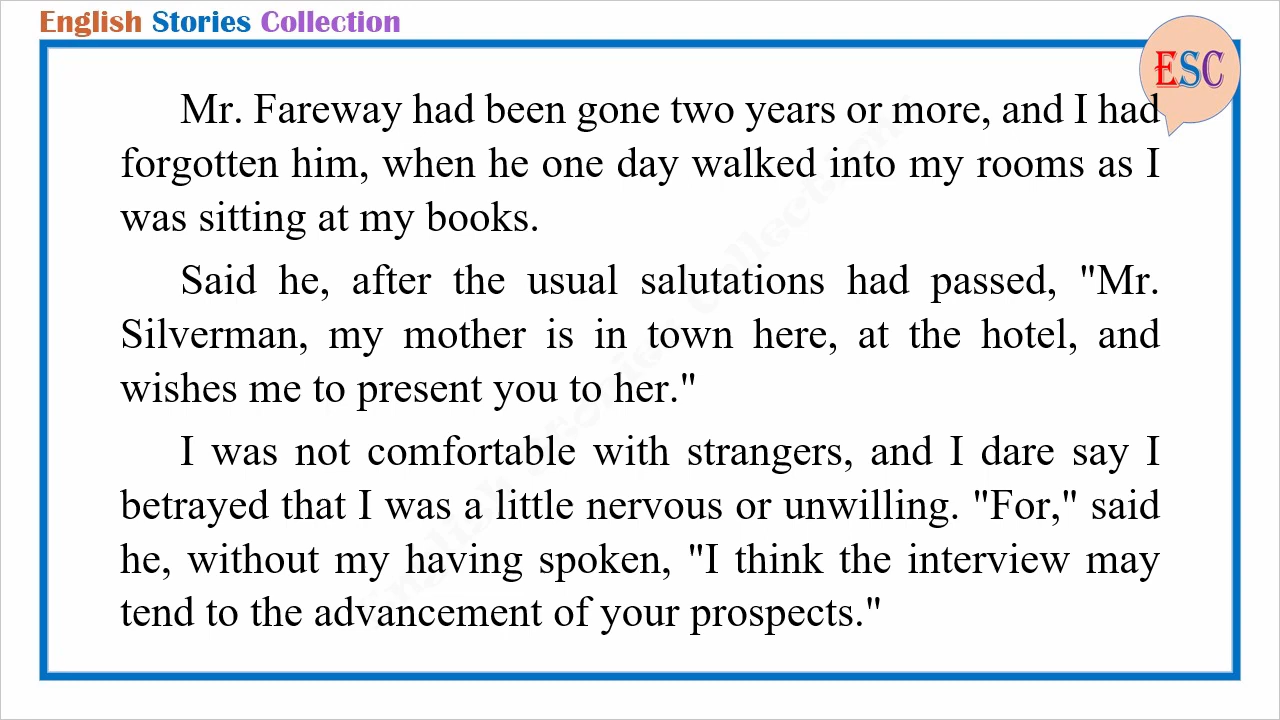 English Stories Collection
ESC
Mr. Fareway had been gone two years or more, and I had
forgotten him, when he one day walked into my rooms as I
was sitting at my books.
Said he, after the usual salutations had passed, "Mr.
Silverman, my mother is in town here, at the hotel, and
wishes me to present you to her."
I was not comfortable with strangers, and I dare say I
betrayed that I was a little nervous or unwilling. "For," said
he, without my having spoken, "I think the interview may
tend to the advancement of your prospects."
English Stories Collection